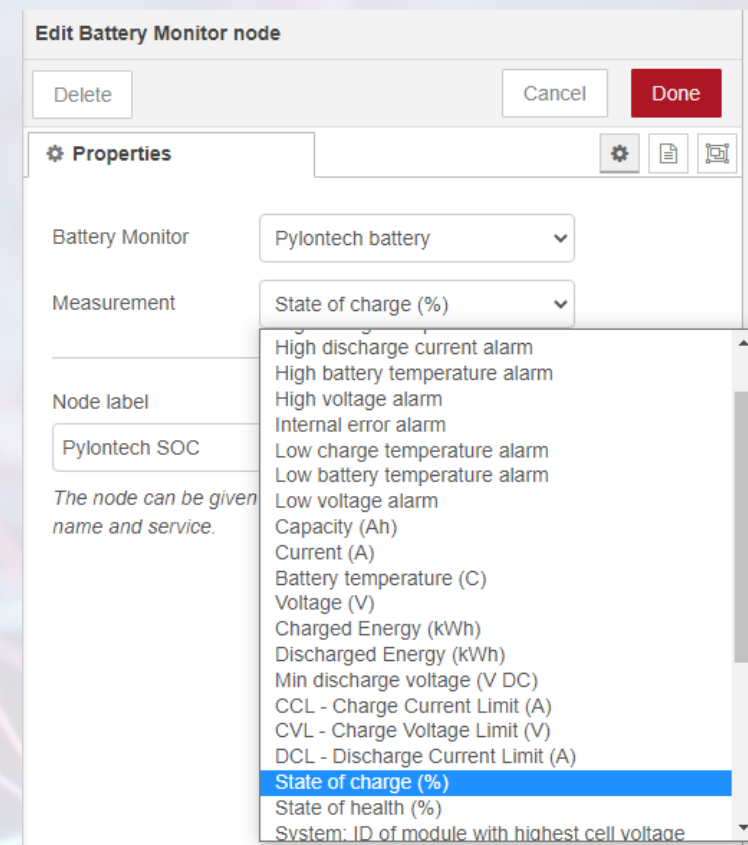 Edit Battery Monitor node
Delete
Cancel
Done
Properties
Battery Monitor
Pylontech battery
Measurement
State of charge (%)
High discharge current alarm
High battery temperature alarm
High voltage alarm
Internal error alarm
Low charge temperature alarm
Low battery temperature alarm
Low voltage alarm
Capacity (Ah)
Current (A)
Battery temperature (C)
Voltage (V)
Charged Energy (kWh)
Discharged Energy (kWh)
Min discharge voltage (V DC)
CCL - Charge Current Limit (A)
CVL - Charge Voltage Limit (V)
DCL - Discharge Current Limit (A)
State of charge (%)
State of health (%)
System: ID of module with highest cell voltage
Node label
Pylontech SOC
The node can be given
name and service.